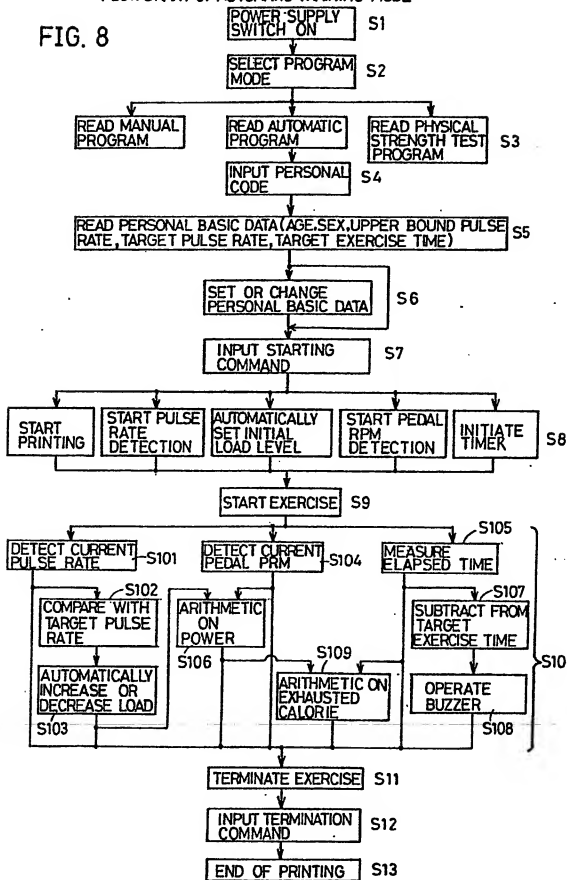 FIG. 8
POWER SUPPLY
SWITCH ON
S1
SELECT PROGRAM
MODE
S2
READ MANUAL
PROGRAM
READ AUTOMATIC
PROGRAM
READ PHYSICAL
STRENGTH TEST
PROGRAM
S3
INPUT PERSONAL
CODE
S4
READ PERSONAL BASIC DATA(AGE,SEX,UPPER BOUND PULSE
RATE,TARGET PULSE RATE,TARGET EXERCISE TIME)
S5
SET OR CHANGE
PERSONAL BASIC DATA
S6
INPUT STARTING
COMMAND
S7
START
PRINTING
START PULSE
RATE
DETECTION
AUTOMATICALLY
SET INITIAL
LOAD LEVEL
START PEDAL
RPM
DETECTION
INITIATE
TIMER
S8
START EXERCISE
S9
DETECT CURRENT
PULSE RATE
S101
DETECT CURRENT
PEDAL PRM
S104
S105
MEASURE
ELAPSED TIME
S102
COMPARE WITH
TARGET PULSE
RATE
ARITHMETIC
ON
POWER
S106
S107
SUBTRACT FROM
TARGET
EXERCISE TIME
S10
AUTOMATICALLY
INCREASE OR
DECREASE LOAD
S103
S109
ARITHMETIC ON
EXHAUSTED
CALORIE
OPERATE
BUZZER
S108
TERMINATE EXERCISE
S11
INPUT TERMINATION
COMMAND
S12
END OF PRINTING
S13